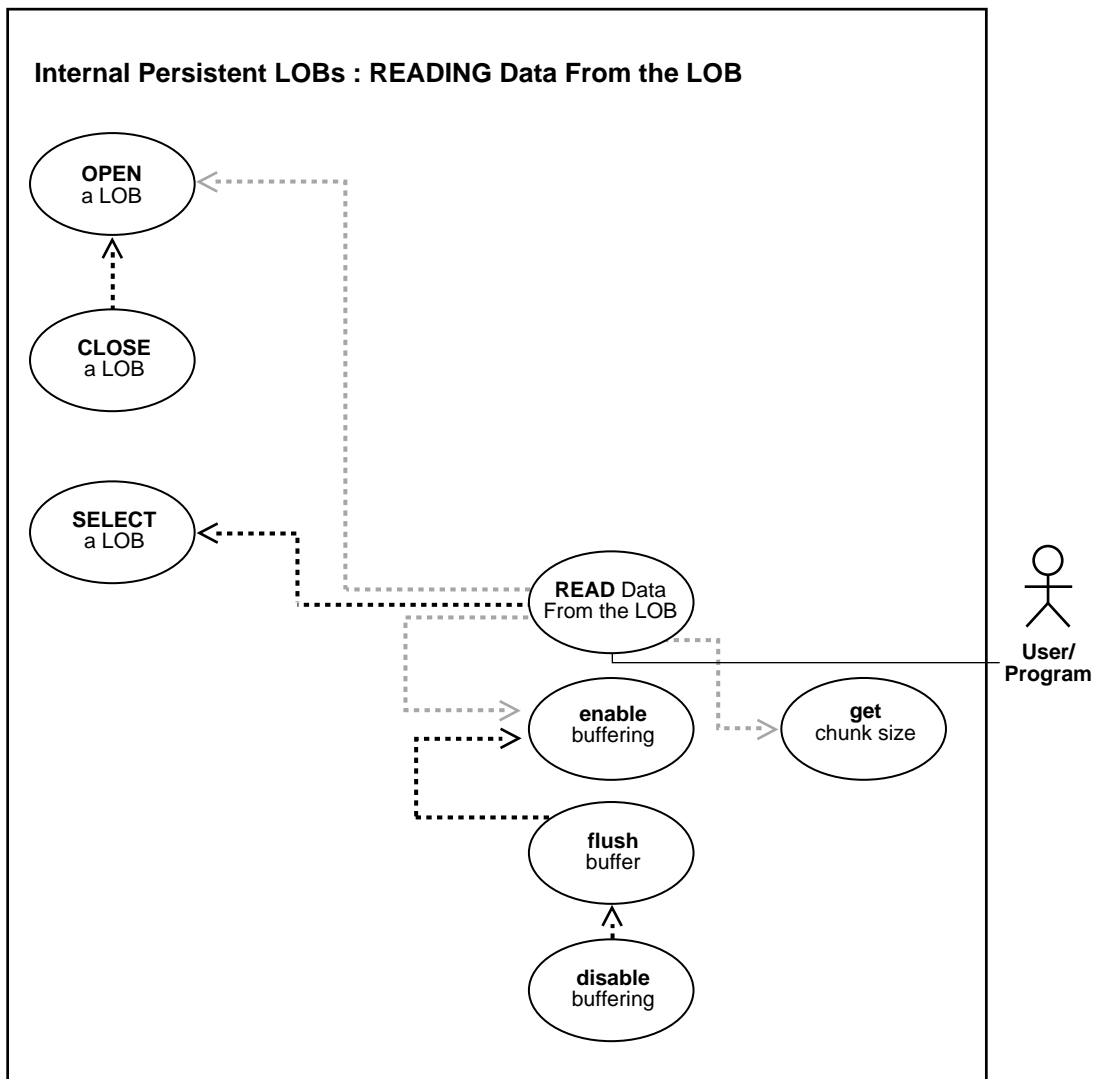 Internal Persistent LOBs : READING Data From the LOB
OPEN
a LOB
CLOSE
a LOB
SELECT
a LOB
READ Data
From the LOB
User/
Program
enable
buffering
get
chunk size
flush
buffer
disable
buffering